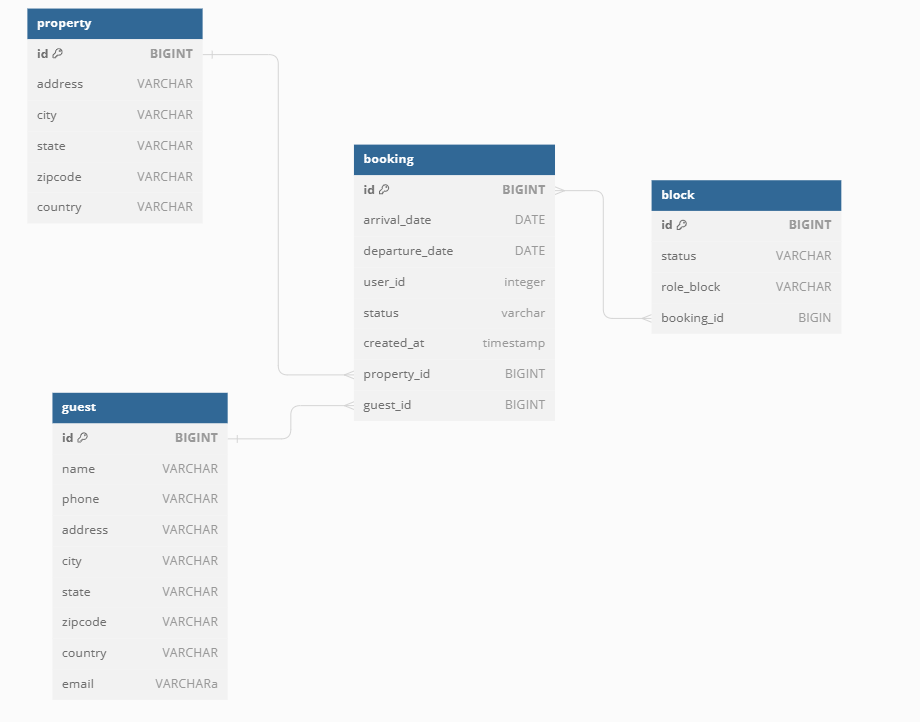 property
id BIGINT
address VARCHAR
city VARCHAR
state VARCHAR
zipcode VARCHAR
country VARCHAR
booking
id BIGINT
arrival_date DATE
departure_date DATE
user_id integer
status varchar
created_at timestamp
property_id BIGINT
guest_id BIGINT
block
id BIGINT
status VARCHAR
role_block VARCHAR
booking_id BIGIN
guest
id BIGINT
name VARCHAR
phone VARCHAR
address VARCHAR
city VARCHAR
state VARCHAR
zipcode VARCHAR
country VARCHAR
email VARCHARa